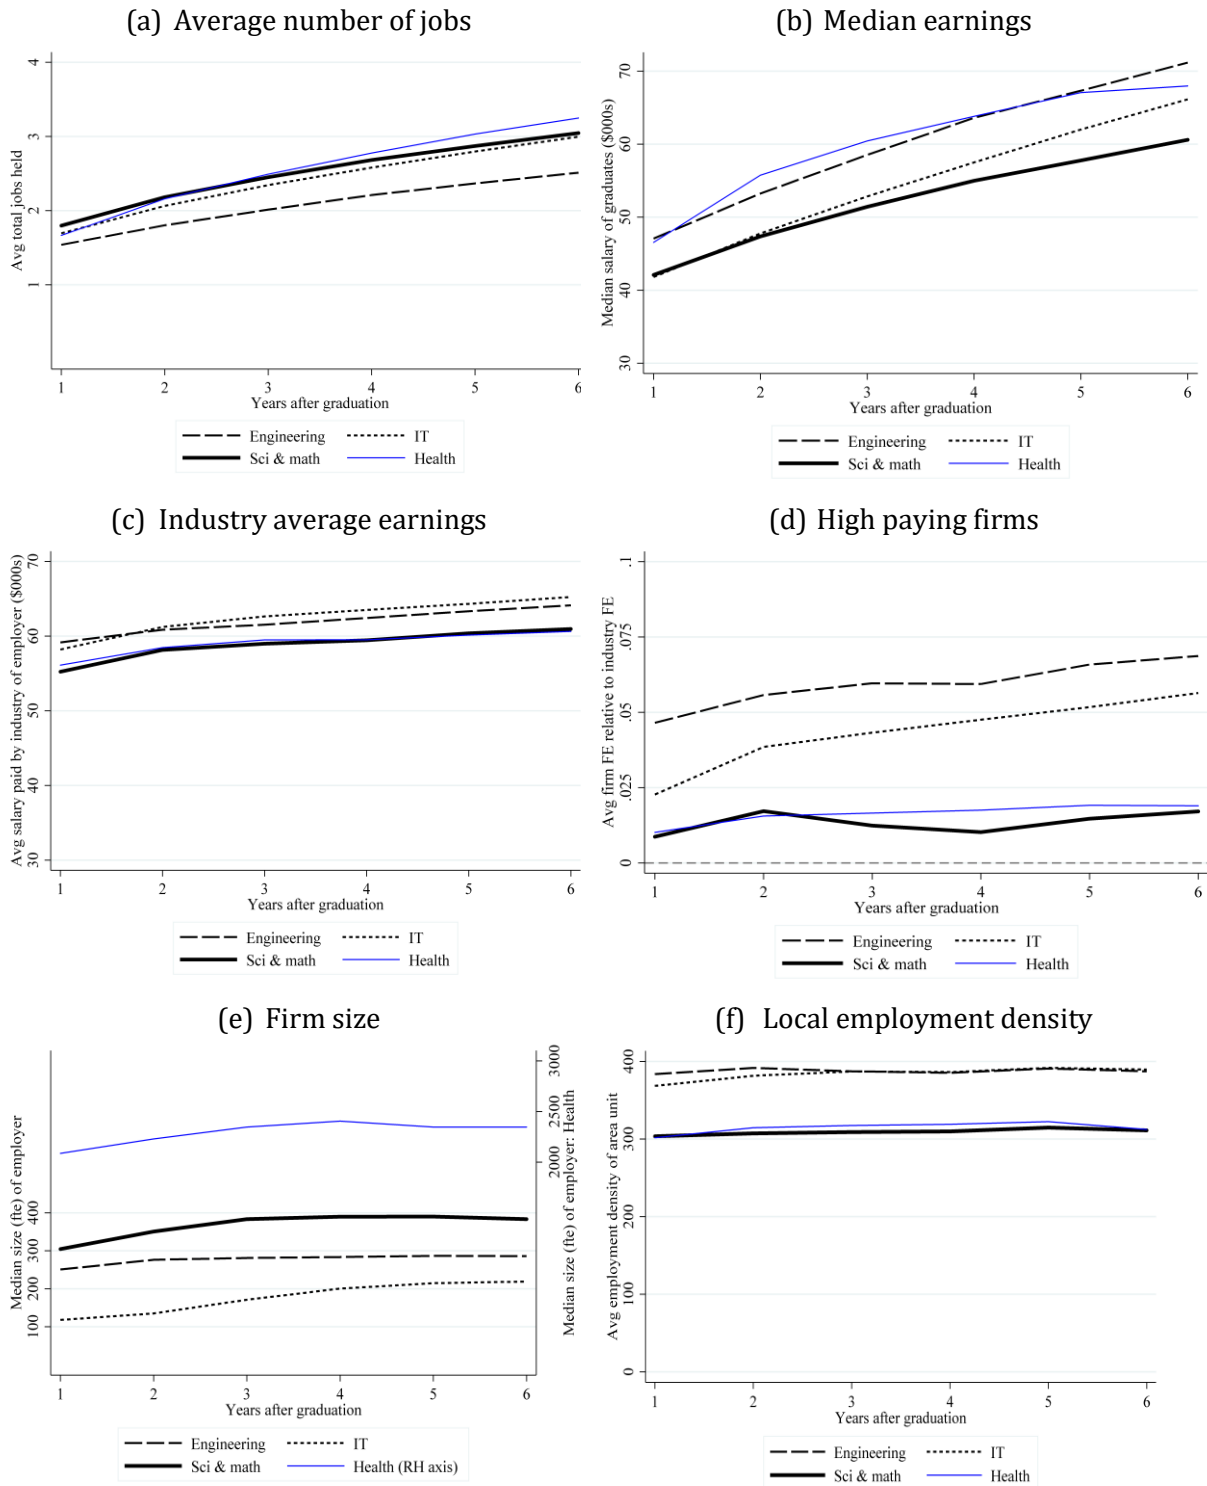 (a) Average number of jobs
Avg total jobs held
4
3
2
1
1 2 3 4 5 6
Years after graduation
Engineering IT
Sci & math Health
(b) Median earnings
Median salary of graduates ($000s)
70
60
50
40
30
1 2 3 4 5 6
Years after graduation
Engineering IT
Sci & math Health
(c) Industry average earnings
Avg salary paid by industry of employer ($000s)
70
60
50
40
30
1 2 3 4 5 6
Years after graduation
Engineering IT
Sci & math Health
(d) High paying firms
Avg firm FE relative to industry FE
.1
.075
.05
.025
0
1 2 3 4 5 6
Years after graduation
Engineering IT
Sci & math Health
(e) Firm size
Median size (fte) of employer
400
300
200
100
3000
2500
2000
Median size (fte) of employer: Health
1 2 3 4 5 6
Years after graduation
Engineering IT
Sci & math Health (RH axis)
(f) Local employment density
Avg employment density of area unit
400
300
200
100
0
1 2 3 4 5 6
Years after graduation
Engineering IT
Sci & math Health